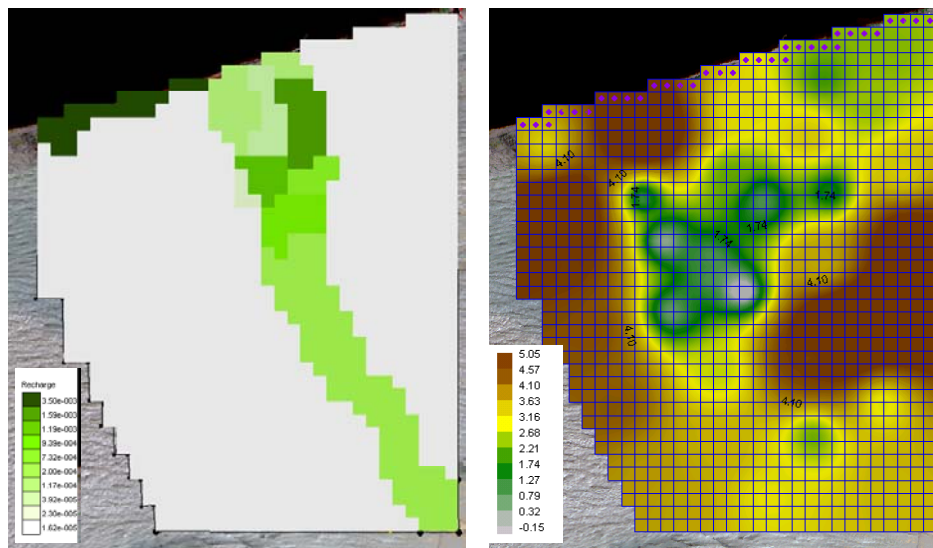 Recharge
3.50e-003
1.59e-003
1.19e-003
9.39e-004
7.32e-004
2.00e-004
1.17e-004
3.92e-005
2.30e-005
1.62e-005
4.10
4.10
1.74
1.74
1.74
1.74
4.10
4.10
4.10
5.05
4.57
4.10
3.63
3.16
2.68
2.21
1.74
1.27
0.79
0.32
-0.15